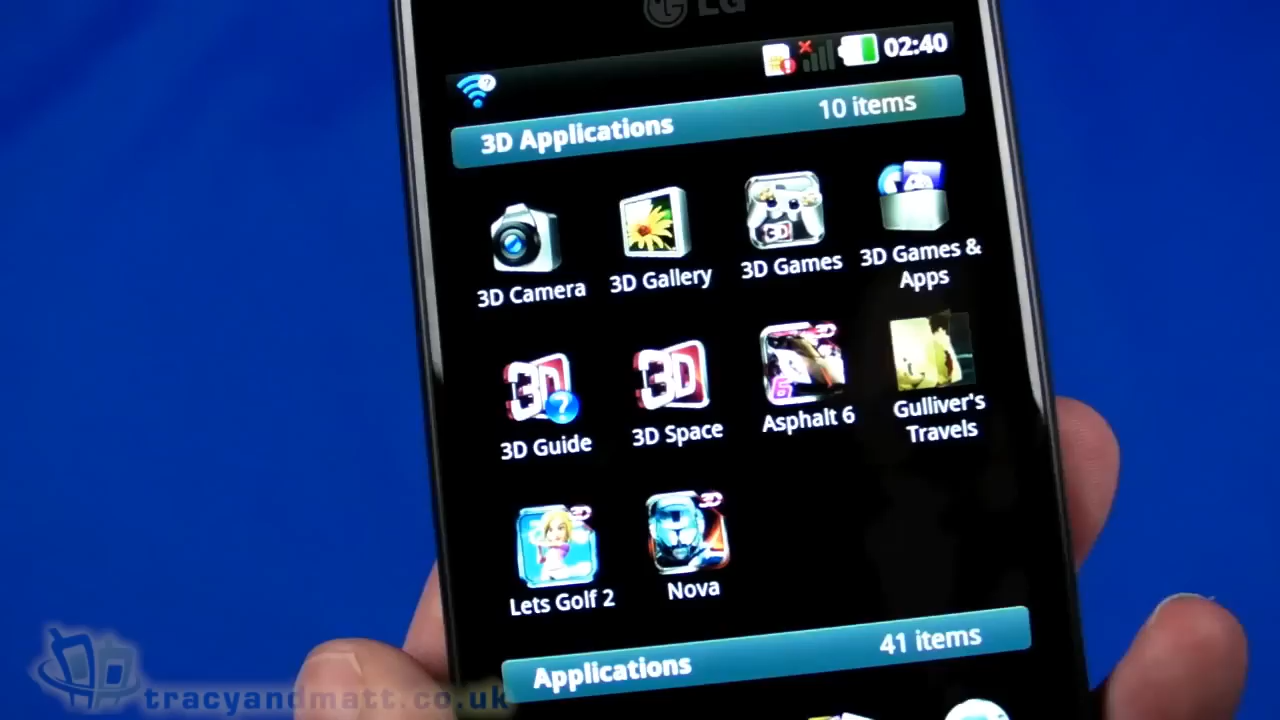 LG
02:40
3D Applications 10 items
3D Camera 3D Gallery 3D Games 3D Games &
Apps
3D Guide 3D Space Asphalt 6 Gulliver's
Travels
Lets Golf 2 Nova
Applications 41 items
tracyandmatt.co.uk